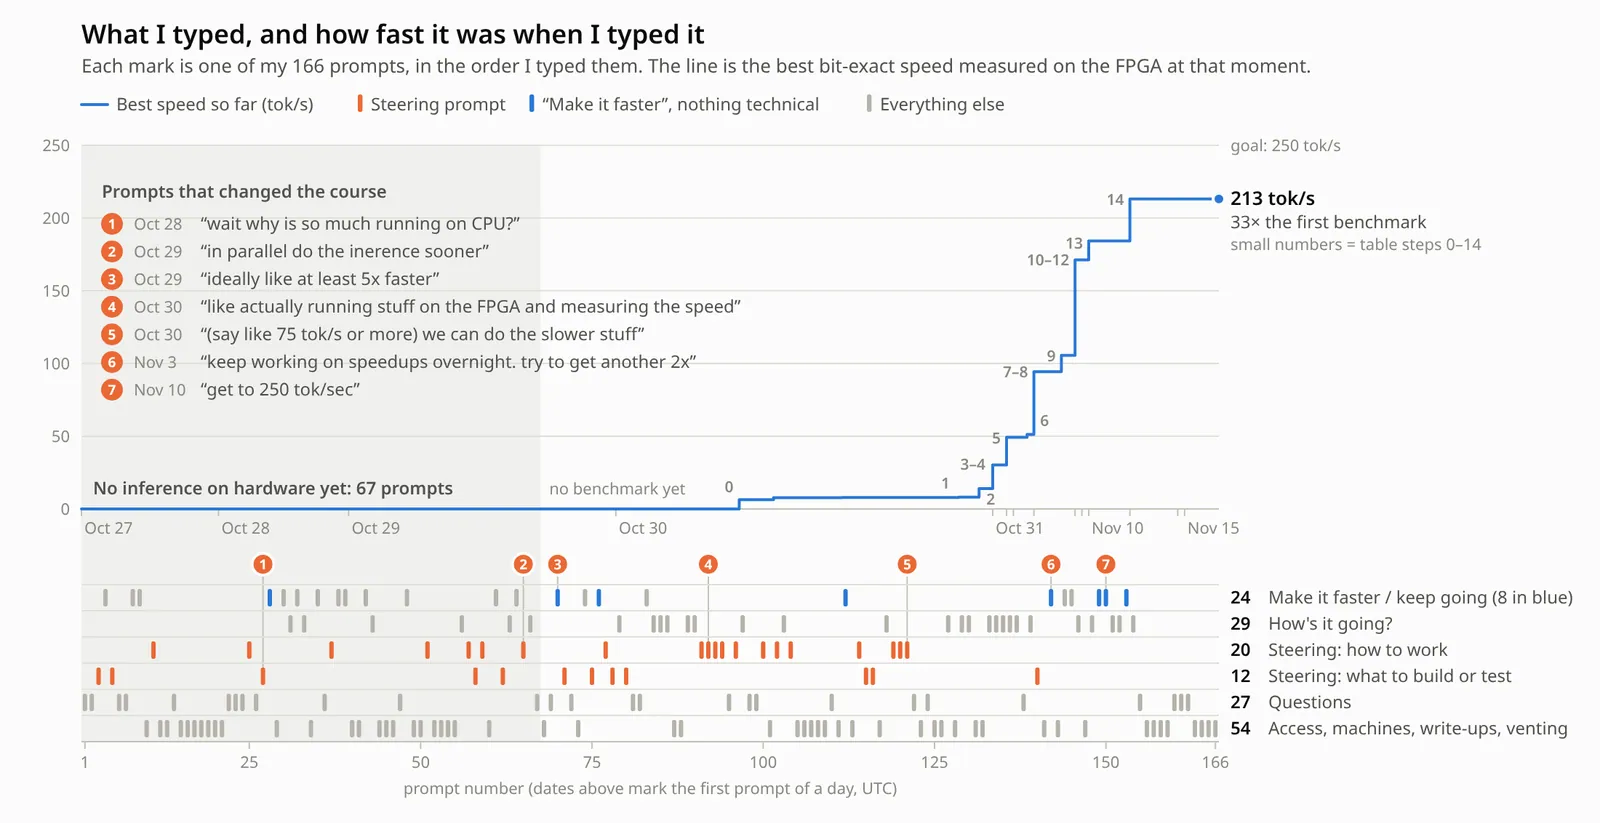 What I typed, and how fast it was when I typed it
Each mark is one of my 166 prompts, in the order I typed them. The line is the best bit-exact speed measured on the FPGA at that moment.
Best speed so far (tok/s)
Steering prompt
“Make it faster”, nothing technical
Everything else
250
200
150
100
50
0
goal: 250 tok/s
Prompts that changed the course
1 Oct 28 “wait why is so much running on CPU?”
2 Oct 29 “in parallel do the inerence sooner”
3 Oct 29 “ideally like at least 5x faster”
4 Oct 30 “like actually running stuff on the FPGA and measuring the speed”
5 Oct 30 “(say like 75 tok/s or more) we can do the slower stuff”
6 Nov 3 “keep working on speedups overnight. try to get another 2x”
7 Nov 10 “get to 250 tok/sec”
No inference on hardware yet: 67 prompts
no benchmark yet
0
1
2
3–4
5
6
7–8
9
10–12
13
14
213 tok/s
33× the first benchmark
small numbers = table steps 0–14
Oct 27
Oct 28
Oct 29
Oct 30
Oct 31
Nov 10
Nov 15
1
2
3
4
5
6
7
24 Make it faster / keep going (8 in blue)
29 How's it going?
20 Steering: how to work
12 Steering: what to build or test
27 Questions
54 Access, machines, write-ups, venting
1
25
50
75
100
125
150
166
prompt number (dates above mark the first prompt of a day, UTC)